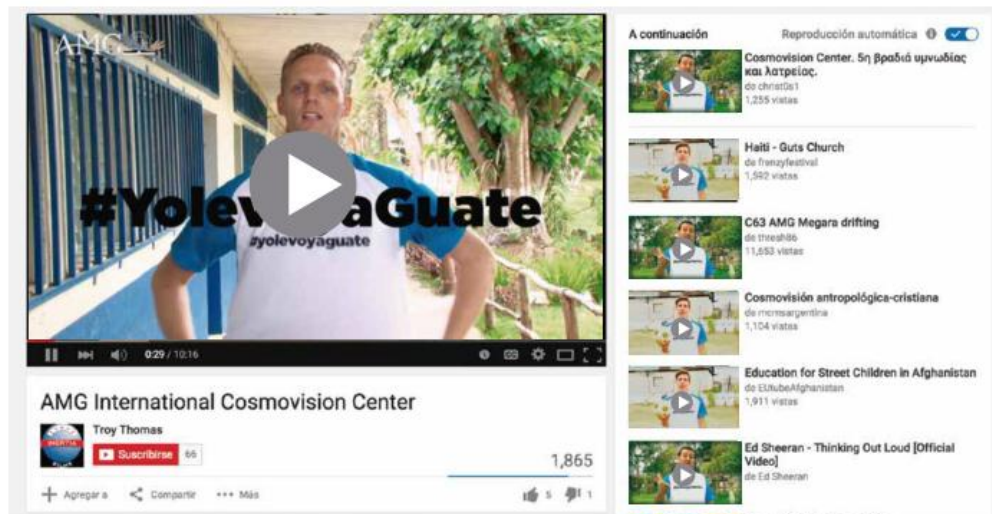 AMG
#YolevoyaGuate
#yolevoyaguate
0:29 / 10:16
AMG International Cosmovision Center
INERTIA
Troy Thomas
Suscribirse 66
1,865
Agregar a Compartir Más
5 1
A continuación
Reproducción automática
Cosmovision Center. 5η βραδιά υμνωδίας
και λατρείας.
de christ0s1
1,255 vistas
Haiti - Guts Church
de frenzyfestival
1,592 vistas
C63 AMG Megara drifting
de thresh86
11,653 vistas
Cosmovisión antropológica-cristiana
de mcmsargentina
1,104 vistas
Education for Street Children in Afghanistan
de EUtubeAfghanistan
1,911 vistas
Ed Sheeran - Thinking Out Loud [Official
Video]
de Ed Sheeran